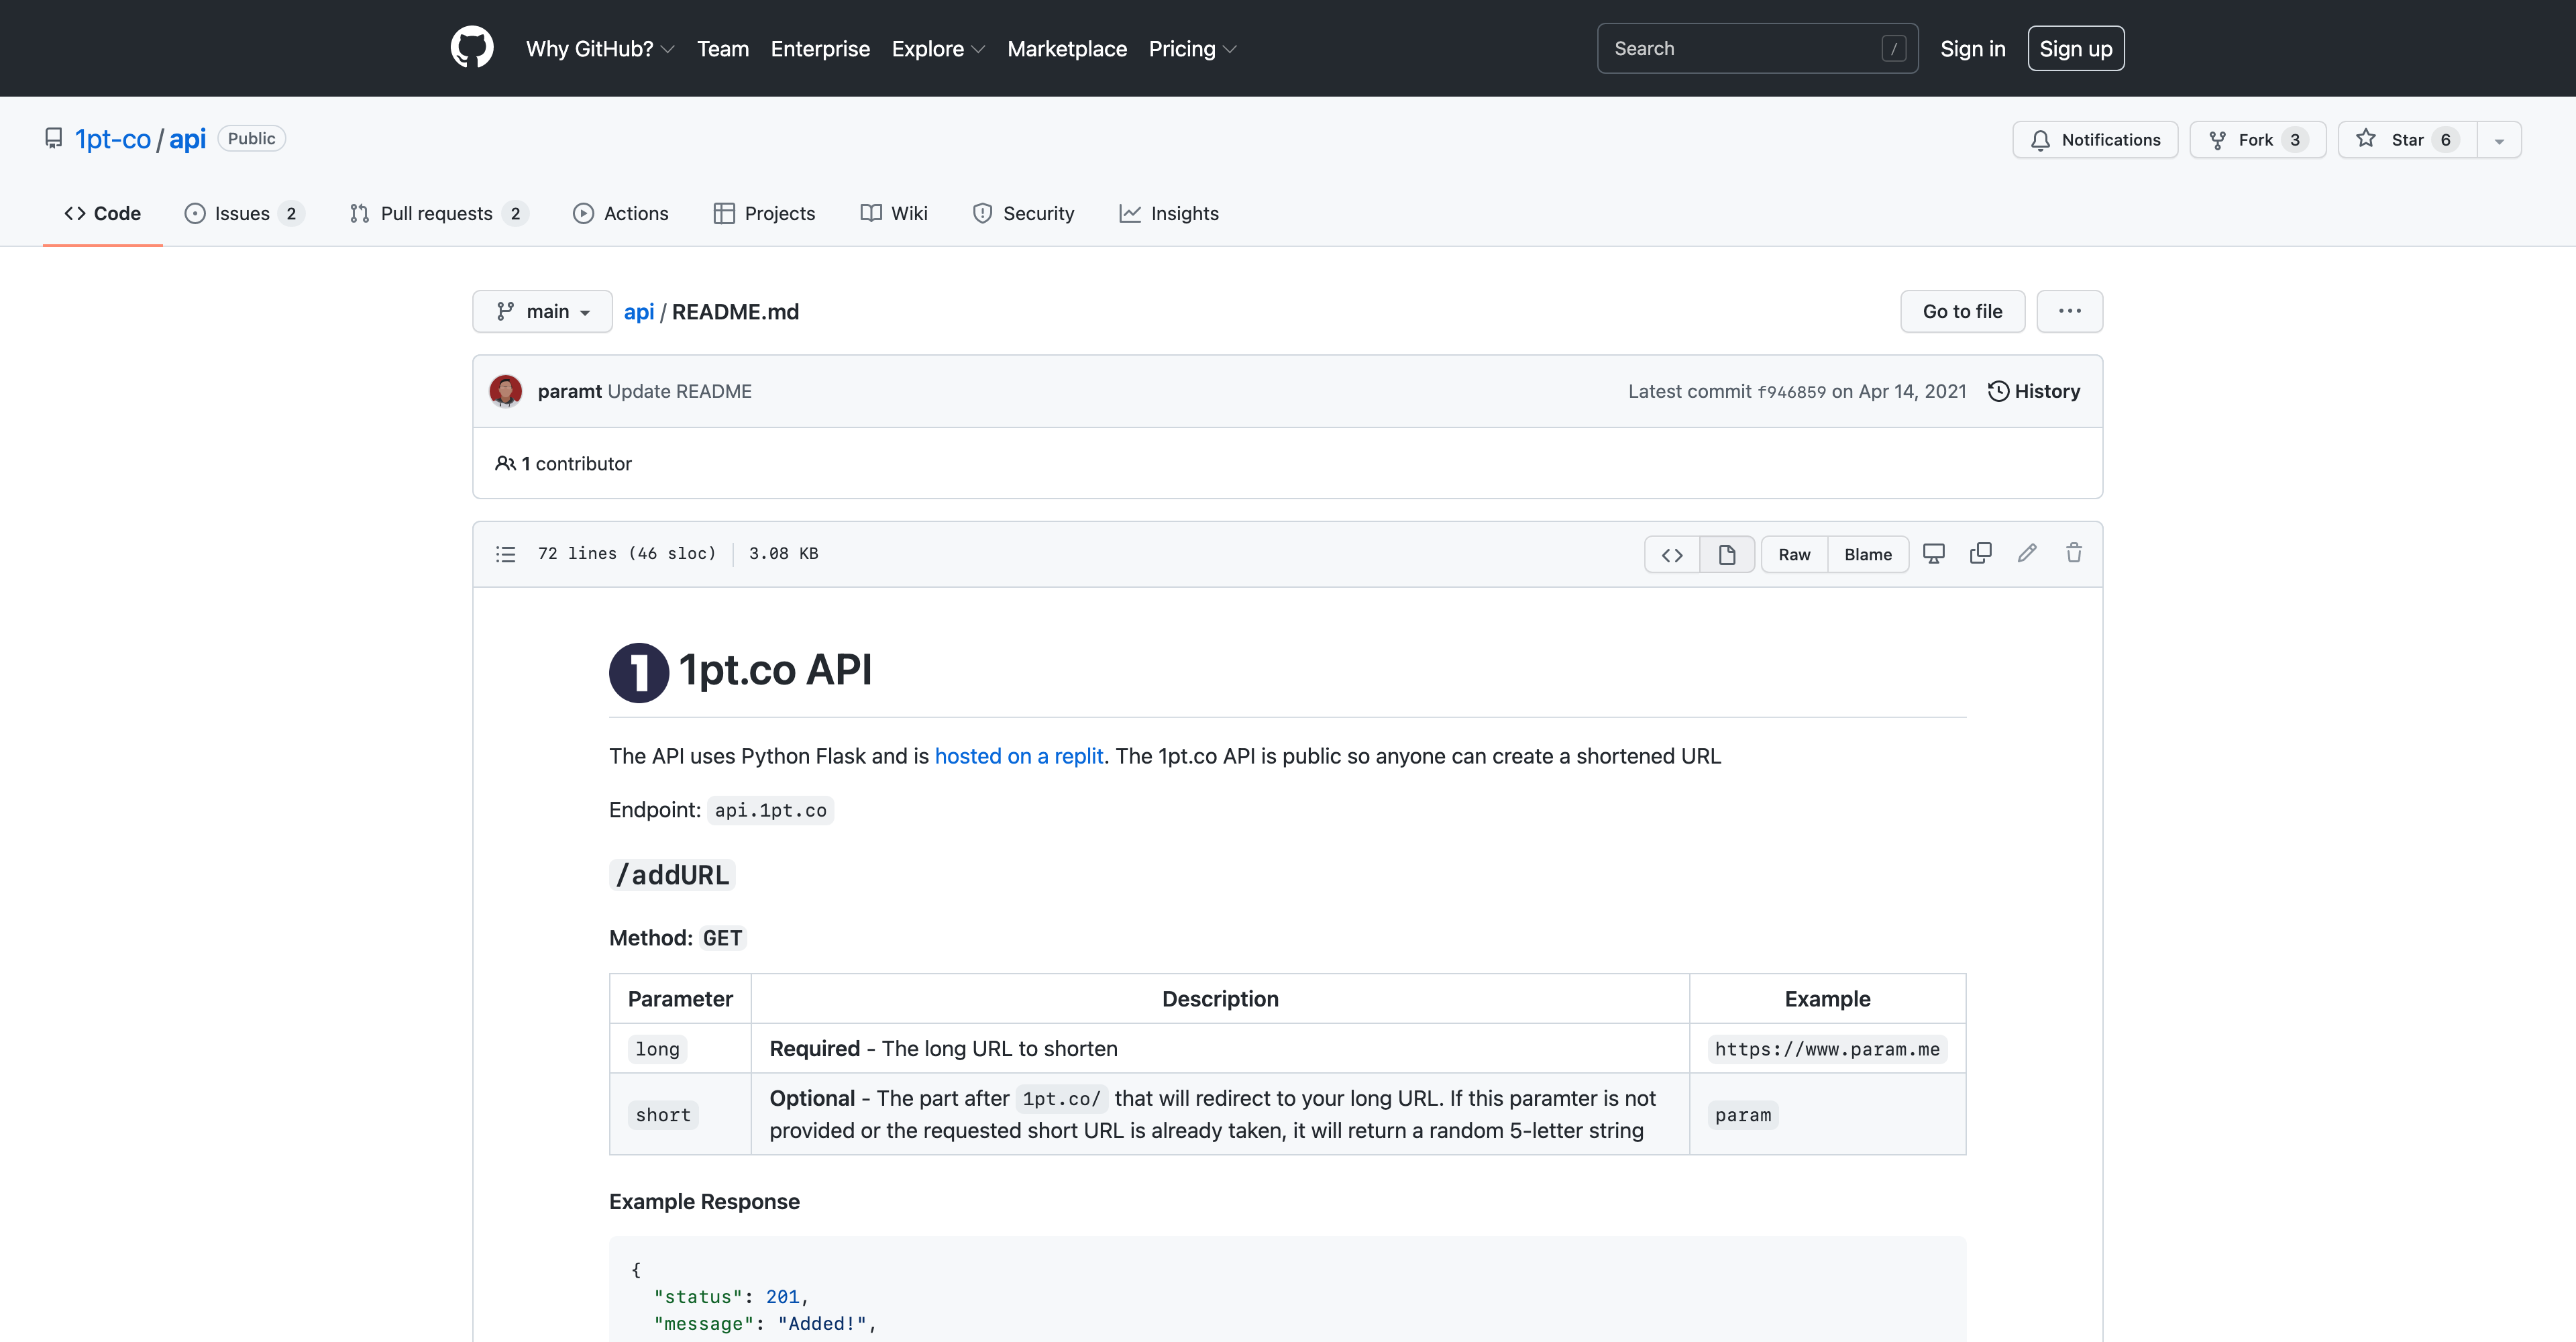 Why GitHub? Team Enterprise Explore Marketplace Pricing Search / Sign in Sign up
1pt-co / api Public Notifications Fork 3 Star 6
Code Issues 2 Pull requests 2 Actions Projects Wiki Security Insights
main api / README.md Go to file ...
paramt Update README Latest commit f946859 on Apr 14, 2021 History
1 contributor
72 lines (46 sloc) 3.08 KB <> Raw Blame
1 1pt.co API
The API uses Python Flask and is hosted on a replit. The 1pt.co API is public so anyone can create a shortened URL
Endpoint: api.1pt.co
/addURL
Method: GET
Parameter Description Example
long Required - The long URL to shorten https://www.param.me
short Optional - The part after 1pt.co/ that will redirect to your long URL. If this paramter is not
provided or the requested short URL is already taken, it will return a random 5-letter string param
Example Response
{
"status": 201,
"message": "Added!",